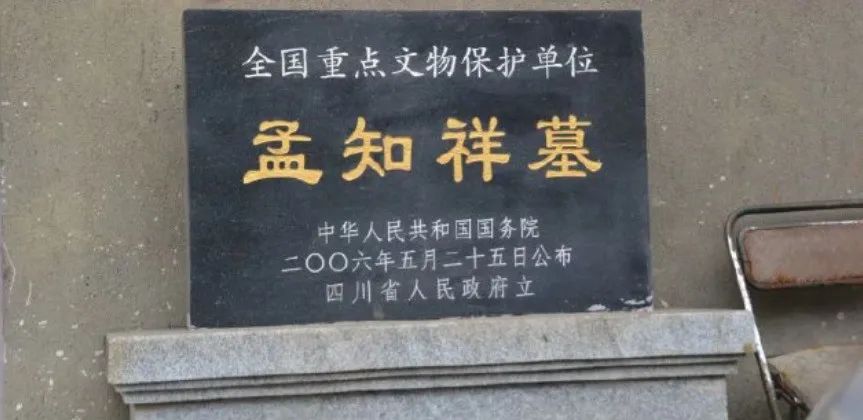 全国重点文物保护单位
孟知祥墓
中华人民共和国国务院
二〇〇六年五月二十五日公布
四川省人民政府立